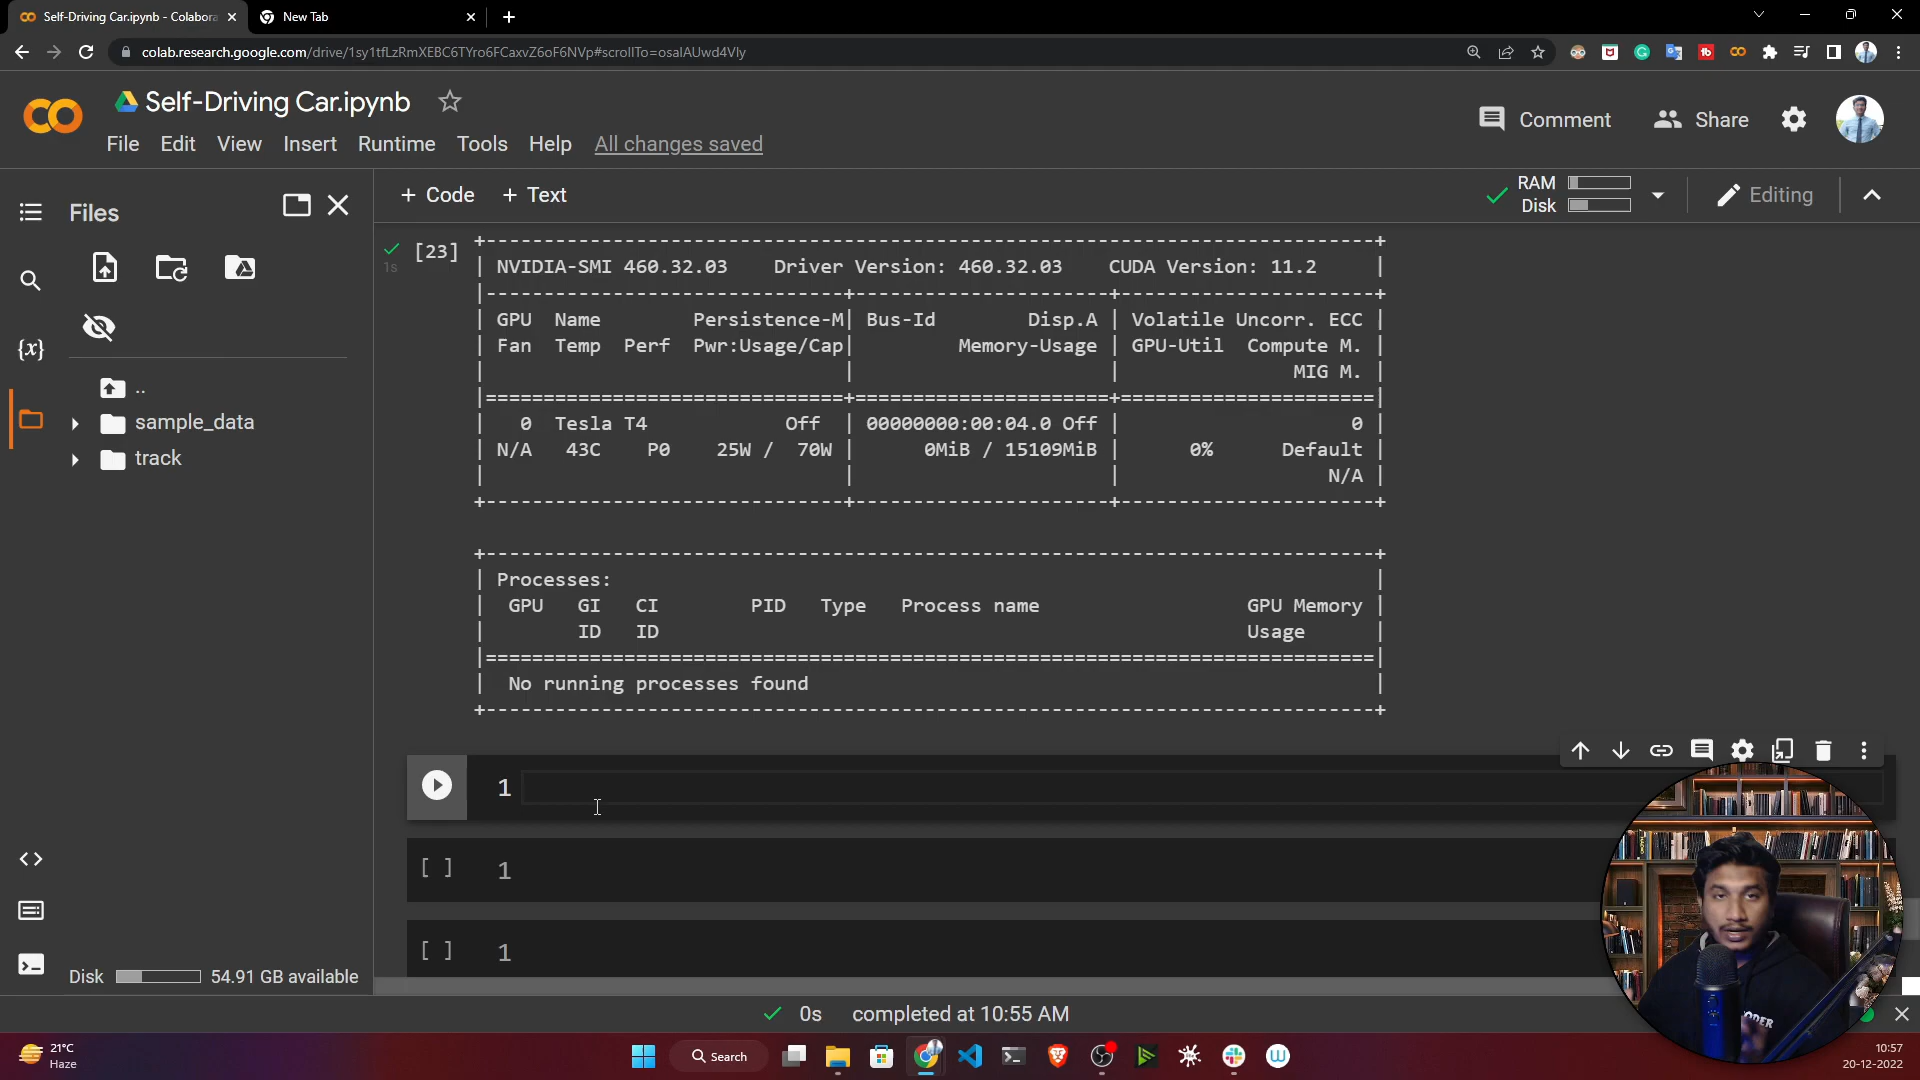 Self-Driving Car.ipynb - Colabora
New Tab
colab.research.google.com/drive/1sy1tfLzRmXEBC6TYro6FCaxvZ6oF6NVp#scrollTo=osalAUwd4Vly
Self-Driving Car.ipynb
Comment
Share
File Edit View Insert Runtime Tools Help All changes saved
Files
+ Code + Text
RAM
Disk
Editing
{x}
..
sample_data
track
[23]
1s
+-----------------------------------------------------------------------------+
| NVIDIA-SMI 460.32.03    Driver Version: 460.32.03    CUDA Version: 11.2     |
|-------------------------------+----------------------+----------------------+
| GPU  Name        Persistence-M| Bus-Id        Disp.A | Volatile Uncorr. ECC |
| Fan  Temp  Perf  Pwr:Usage/Cap|         Memory-Usage | GPU-Util  Compute M. |
|                               |                      |               MIG M. |
|===============================+======================+======================|
|   0  Tesla T4            Off  | 00000000:00:04.0 Off |                    0 |
| N/A   43C    P0    25W /  70W |      0MiB / 15109MiB |      0%      Default |
|                               |                      |                  N/A |
+-------------------------------+----------------------+----------------------+
+-----------------------------------------------------------------------------+
| Processes:                                                                  |
|  GPU   GI   CI        PID   Type   Process name                  GPU Memory |
|        ID   ID                                                   Usage      |
|=============================================================================|
|  No running processes found                                                 |
+-----------------------------------------------------------------------------+
1
[ ] 1
[ ] 1
Disk 54.91 GB available
0s completed at 10:55 AM
ODER
21°C
Haze
Search
10:57
20-12-2022